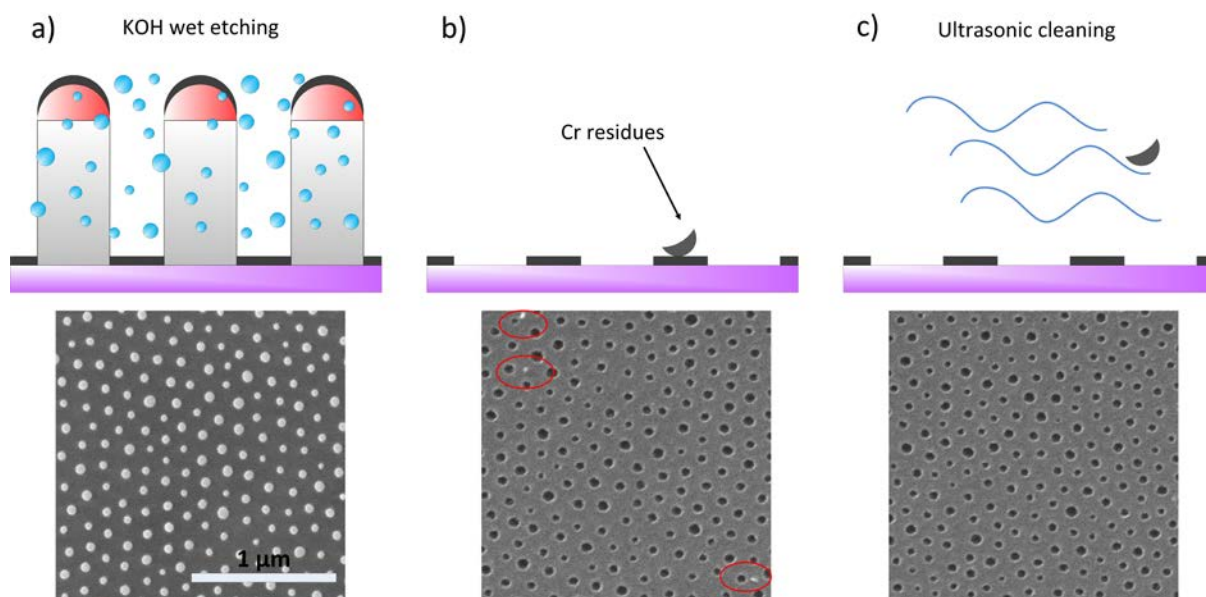 a)
KOH wet etching
b)
Cr residues
c)
Ultrasonic cleaning
1 μm